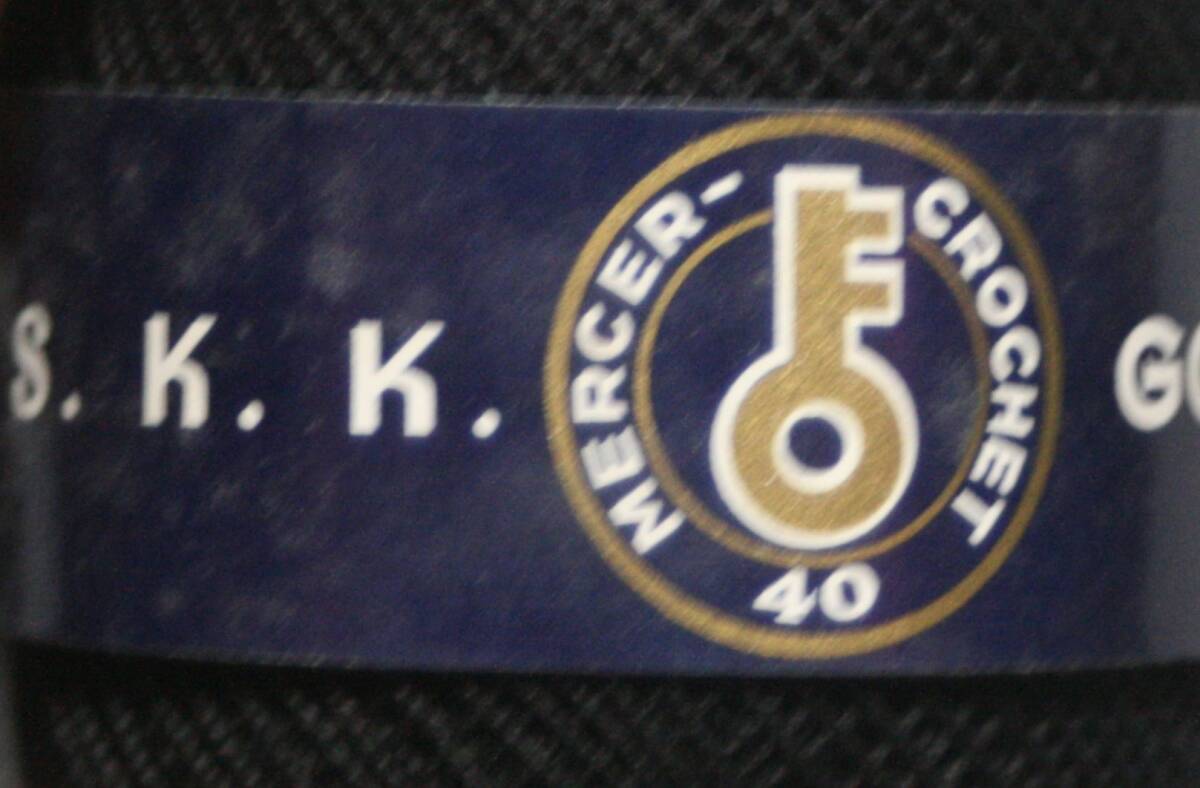 S. K. K.
MERCER-CROCHET
40